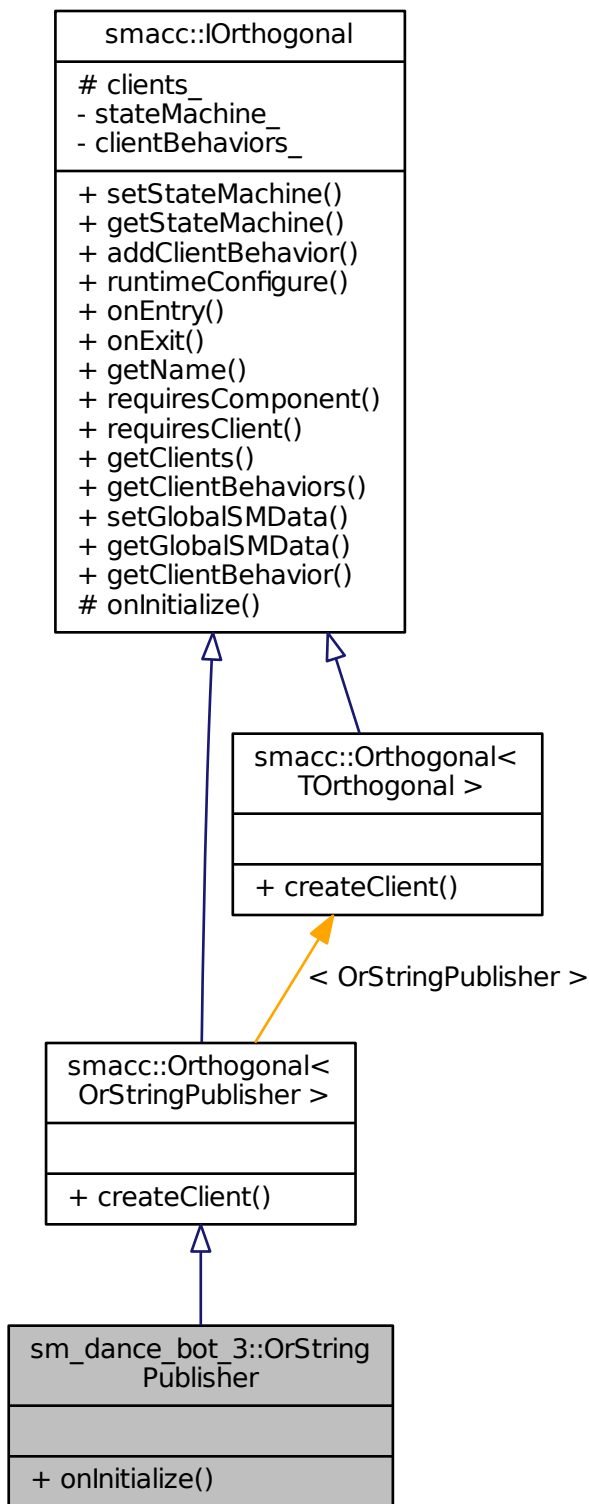 smacc::IOrthogonal
# clients_
- stateMachine_
- clientBehaviors_
+ setStateMachine()
+ getStateMachine()
+ addClientBehavior()
+ runtimeConfigure()
+ onEntry()
+ onExit()
+ getName()
+ requiresComponent()
+ requiresClient()
+ getClients()
+ getClientBehaviors()
+ setGlobalSMData()
+ getGlobalSMData()
+ getClientBehavior()
# onInitialize()
smacc::Orthogonal<
TOrthogonal >
+ createClient()
< OrStringPublisher >
smacc::Orthogonal<
OrStringPublisher >
+ createClient()
sm_dance_bot_3::OrString
Publisher
+ onInitialize()